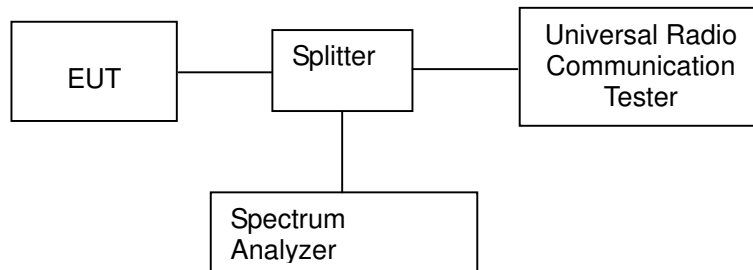 EUT
Splitter
Universal Radio
Communication
Tester
Spectrum
Analyzer